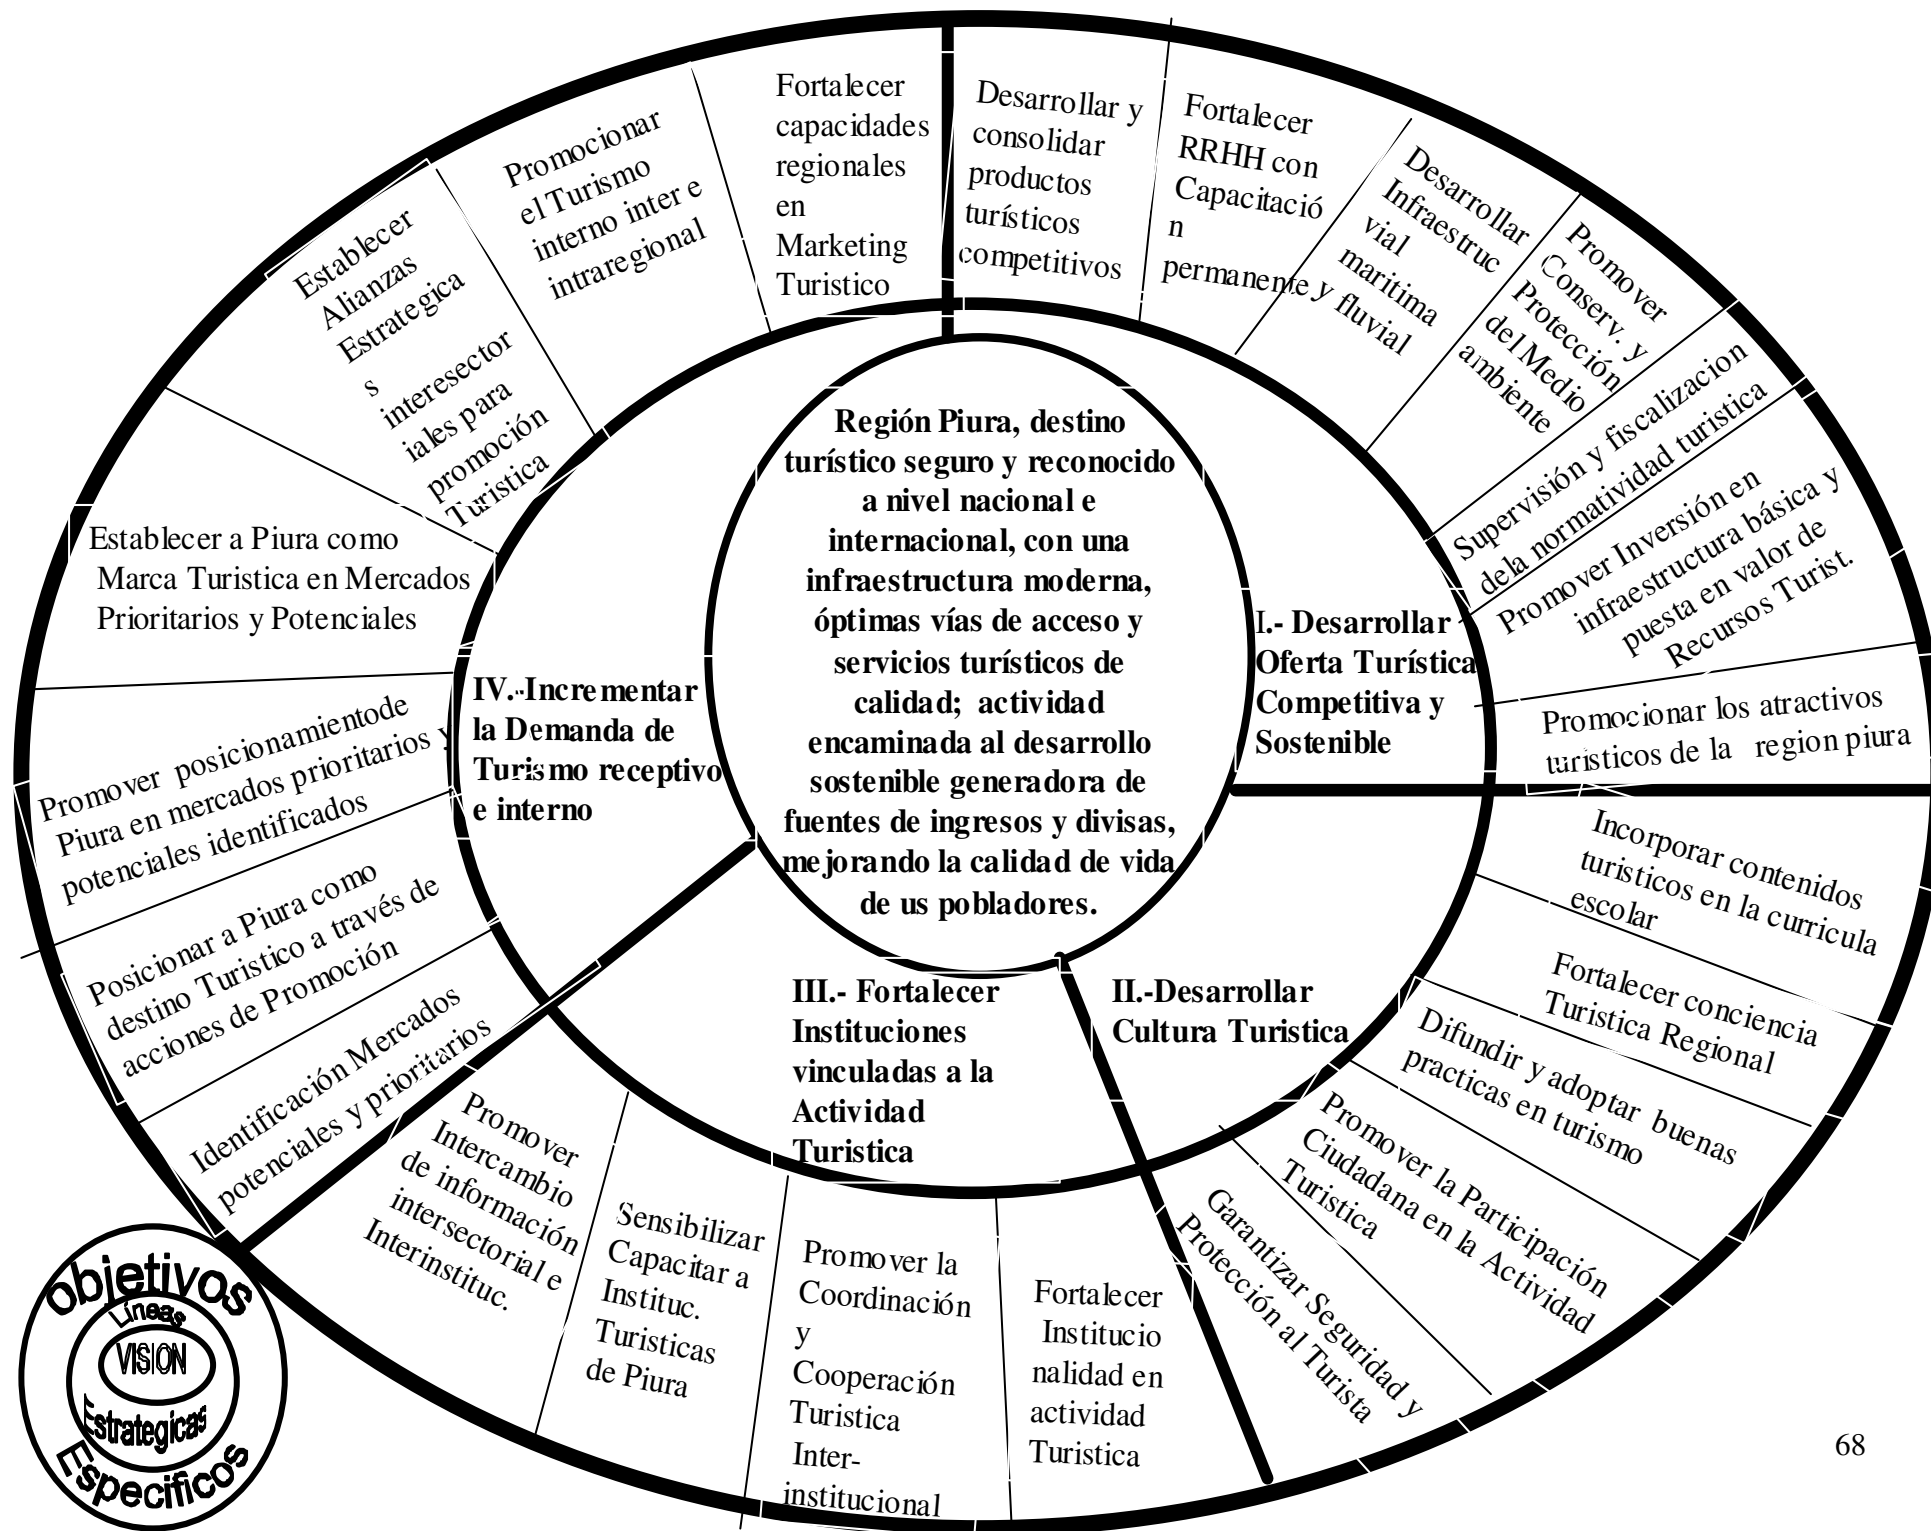 Fortalecer
capacidades
regionales
en
Marketing
Turistico
Desarrollar y
consolidar
productos
turísticos
competitivos
Fortalecer
RRHH con
Capacitació
n
permanente y
Desarrollar
Infraestruc
vial
maritima
fluvial
Promover
Conserv. y
Protección
del Medio
ambiente
Supervisión y fiscalizacion
dela normatividad turistica
Promover Inversión en
infraestructura básica y
puesta en valor de
Recursos Turist.
Promocionar los atractivos
turisticos de la region piura
Incorporar contenidos
turisticos en la curricula
escolar
Fortalecer conciencia
Turistica Regional
Difundir y adoptar buenas
practicas en turismo
Promover la Participación
Ciudadana en la Actividad
Turistica
Garantizar Seguridad y
Protección al Turista
Fortalecer
Institucio
nalidad en
actividad
Turistica
Promover la
Coordinación
y
Cooperación
Turistica
Inter-
institucional
Sensibilizar
Capacitar a
Instituc.
Turisticas
de Piura
Promover
Intercambio
de información
intersectorial e
Interinstituc.
Identificación Mercados
potenciales y prioritarios
Posicionar a Piura como
destino Turistico a través de
acciones de Promoción
Promover posicionamientode
Piura en mercados prioritarios y
potenciales identificados
Establecer a Piura como
Marca Turistica en Mercados
Prioritarios y Potenciales
Establecer
Alianzas
Estrategica
s
interesector
iales para
promoción
Turistica
Promocionar
el Turismo
interno inter e
intraregional
Región Piura, destino
turístico seguro y reconocido
a nivel nacional e
internacional, con una
infraestructura moderna,
óptimas vías de acceso y
servicios turísticos de
calidad; actividad
encaminada al desarrollo
sostenible generadora de
fuentes de ingresos y divisas,
mejorando la calidad de vida
de us pobladores.
I.- Desarrollar
Oferta Turística
Competitiva y
Sostenible
II.-Desarrollar
Cultura Turistica
III.- Fortalecer
Instituciones
vinculadas a la
Actividad
Turistica
IV.-Incrementar
la Demanda de
Turismo receptivo
e interno
objetivos
Líneas
VISION
Estrategicas
Especificos
68